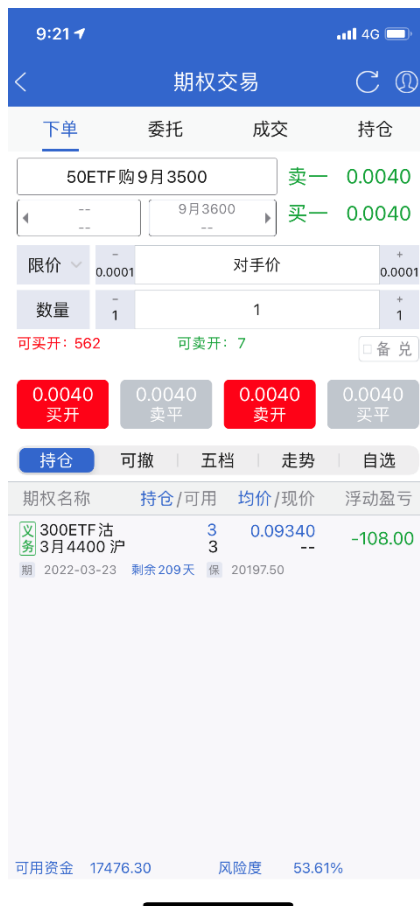 9:21 4G
期权交易
下单 委托 成交 持仓
50ETF购9月3500 卖一 0.0040
-- 9月3600 买一 0.0040
-- --
限价 − 0.0001 对手价 + 0.0001
数量 − 1 1 + 1
可买开：562 可卖开：7 备兑
0.0040 0.0040 0.0040 0.0040
买开 卖平 卖开 买平
持仓 可撤 五档 走势 自选
期权名称 持仓/可用 均价/现价 浮动盈亏
义务 300ETF沽 3 0.09340 -108.00
3月4400 沪 3 --
期 2022-03-23 剩余209天 保 20197.50
可用资金 17476.30 风险度 53.61%